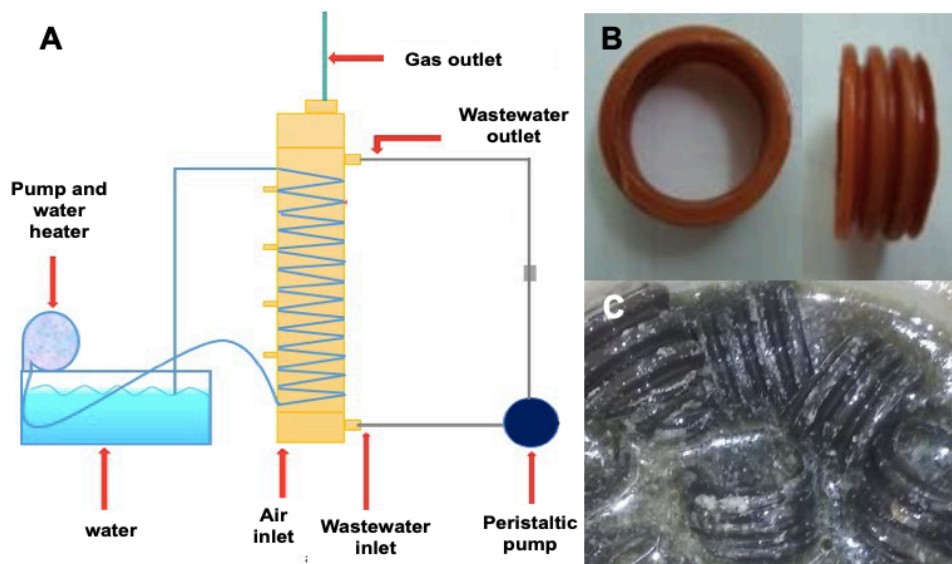 A
Gas outlet
Wastewater
outlet
Pump and
water
heater
water
Air
inlet
Wastewater
inlet
Peristaltic
pump
B
C